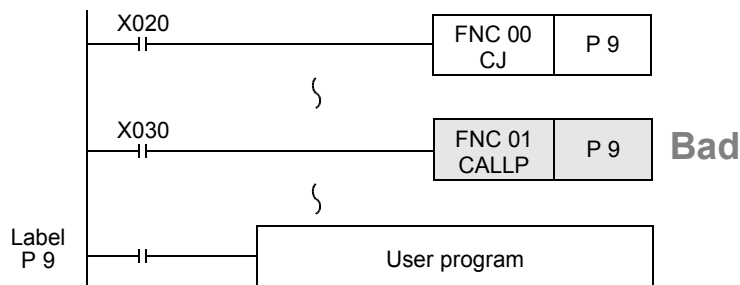 X020
FNC 00
CJ
P 9
X030
FNC 01
CALLP
P 9
Bad
Label
P 9
User program